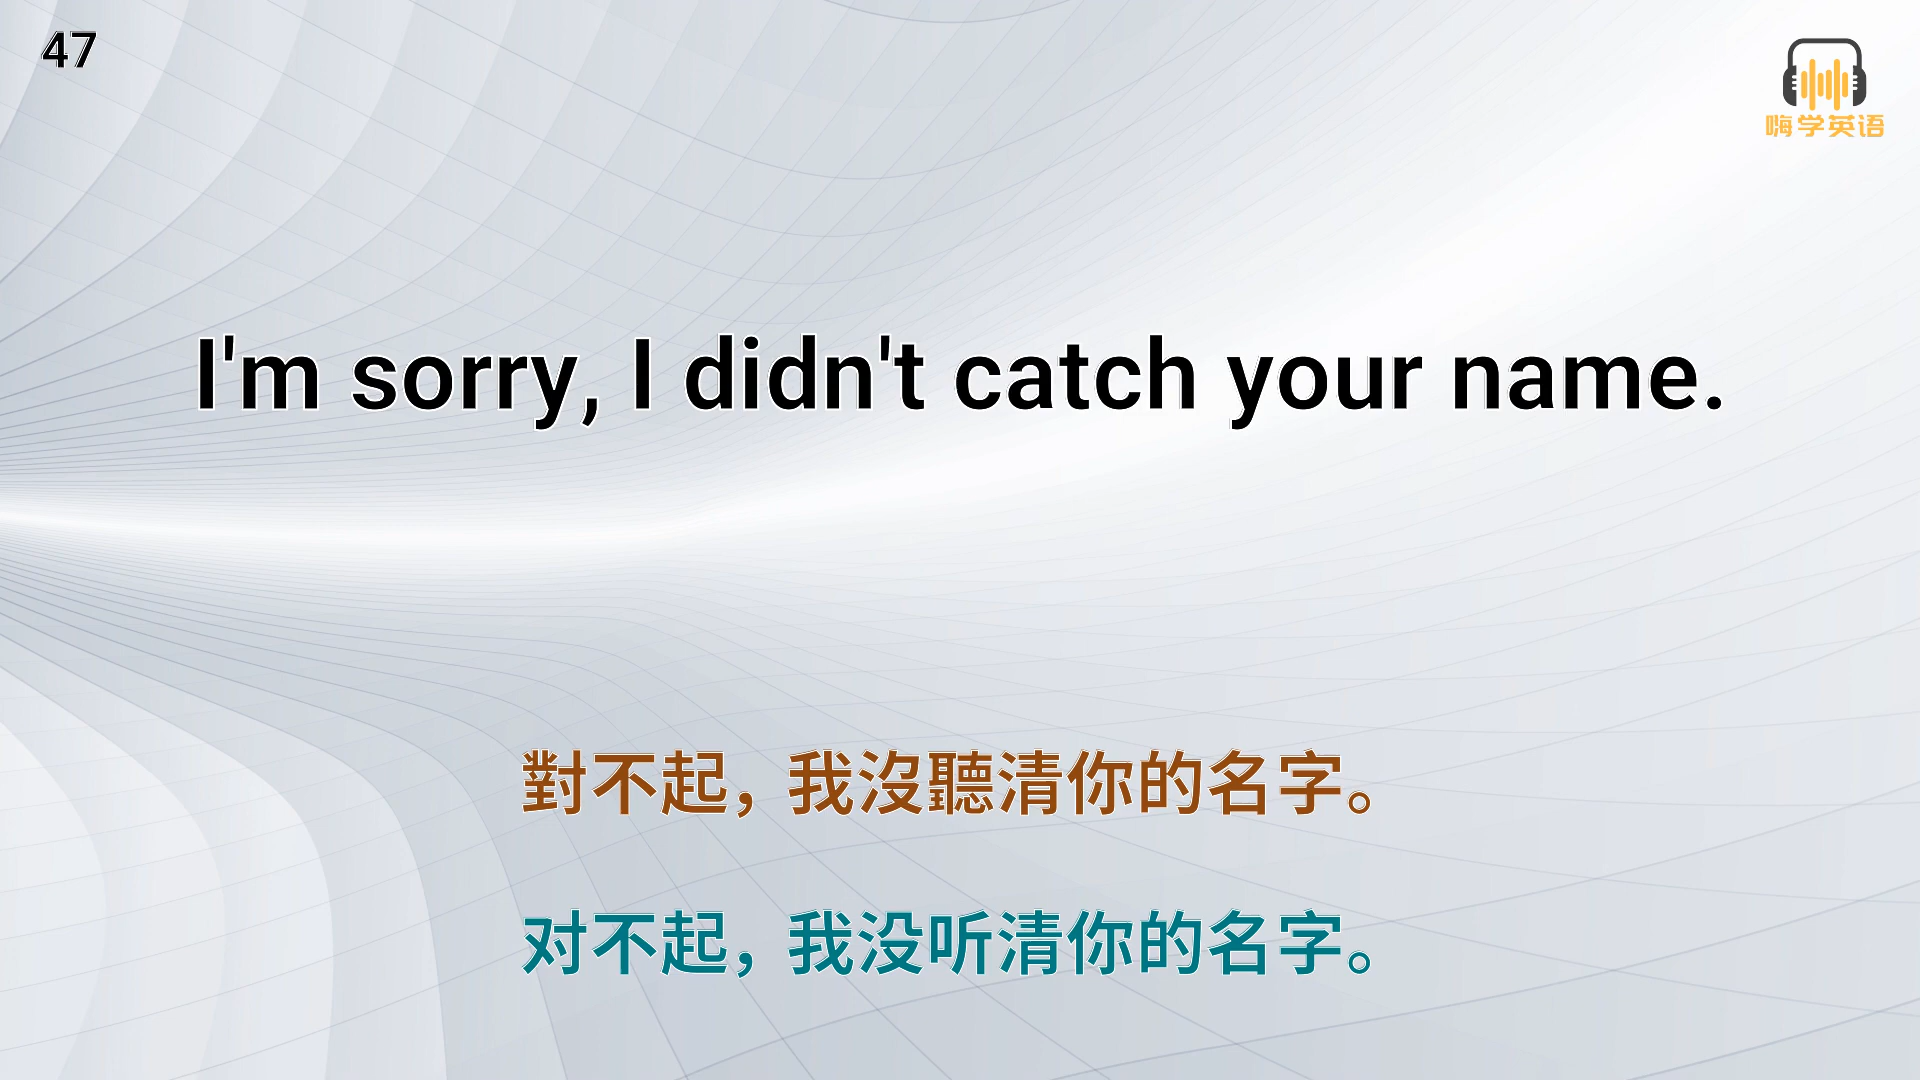 47
嗨学英语
I'm sorry, I didn't catch your name.
對不起，我沒聽清你的名字。
对不起，我没听清你的名字。